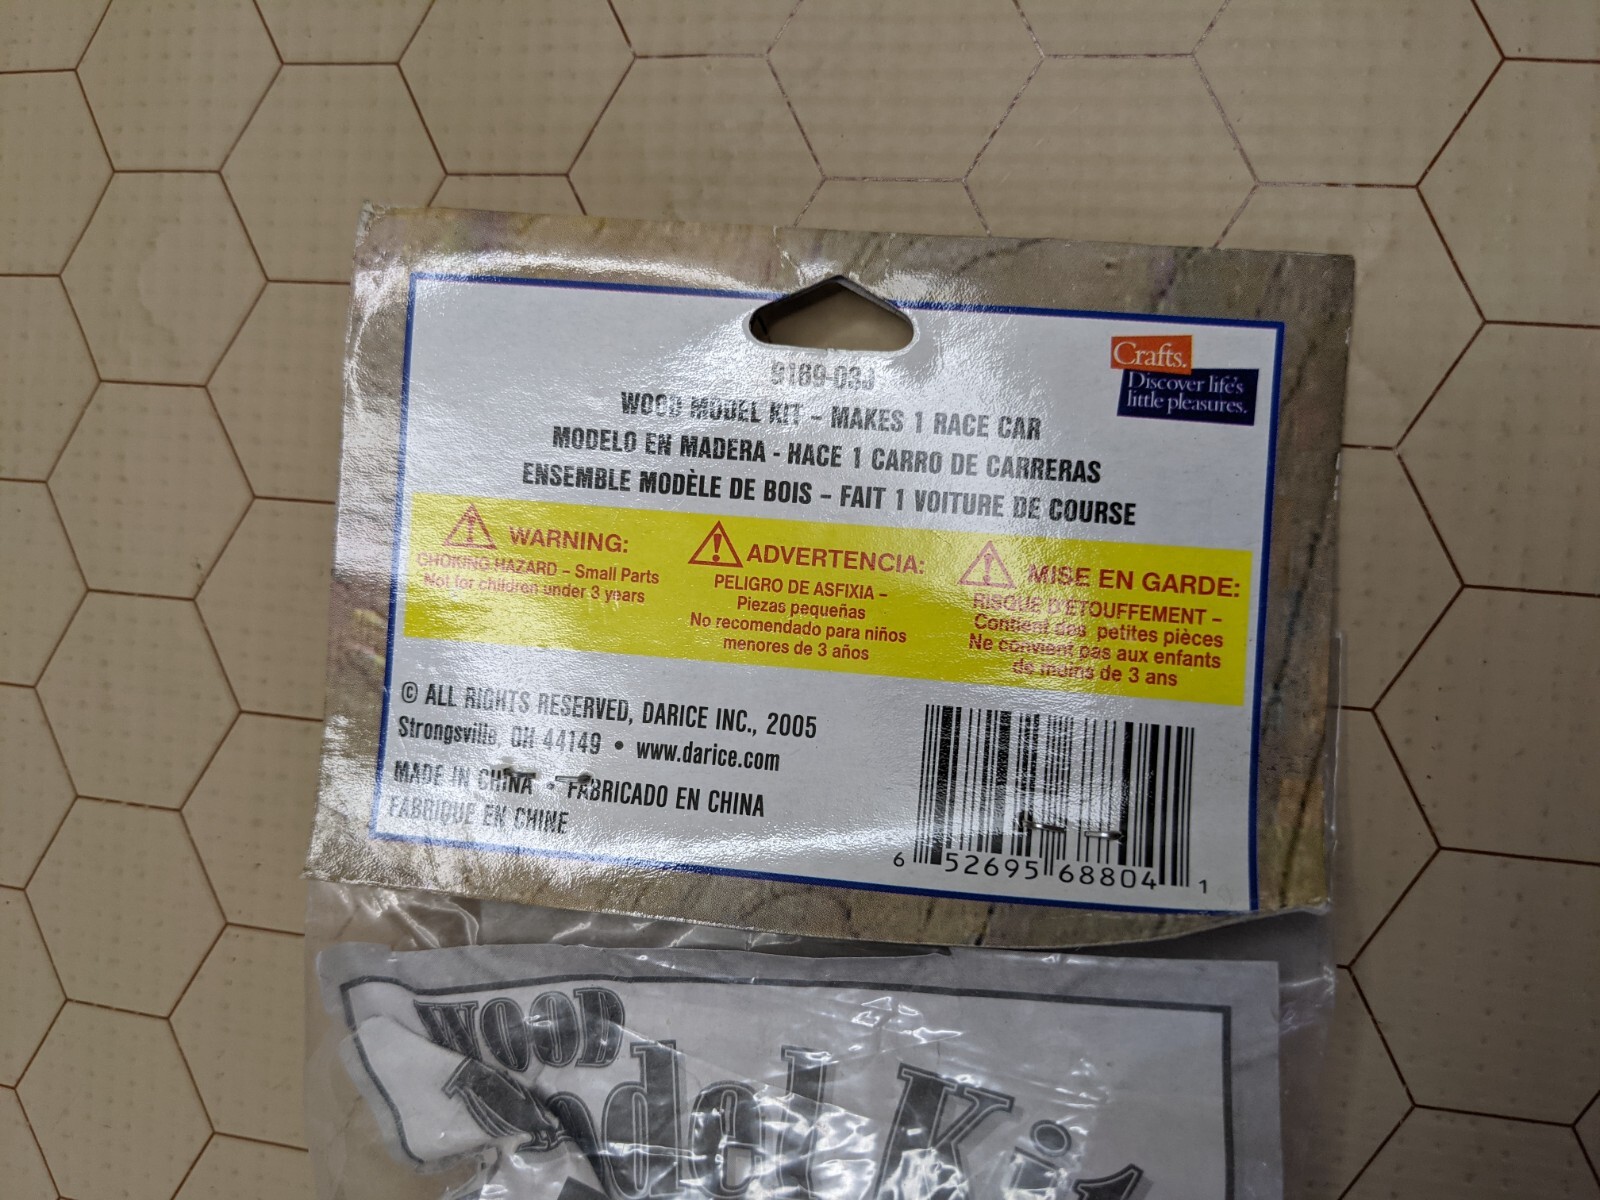 9189-03J
WOOD MODEL KIT – MAKES 1 RACE CAR
MODELO EN MADERA - HACE 1 CARRO DE CARRERAS
ENSEMBLE MODÈLE DE BOIS – FAIT 1 VOITURE DE COURSE
Crafts.
Discover life's
little pleasures.
WARNING:
CHOKING HAZARD – Small Parts
Not for children under 3 years
ADVERTENCIA:
PELIGRO DE ASFIXIA –
Piezas pequeñas
No recomendado para niños
menores de 3 años
MISE EN GARDE:
RISQUE D'ETOUFFEMENT –
Contient des petites pièces
Ne convient pas aux enfants
de moins de 3 ans
© ALL RIGHTS RESERVED, DARICE INC., 2005
Strongsville, OH 44149 • www.darice.com
MADE IN CHINA • FABRICADO EN CHINA
FABRIQUE EN CHINE
6 52695 68804 1
WOOD
Model Kit